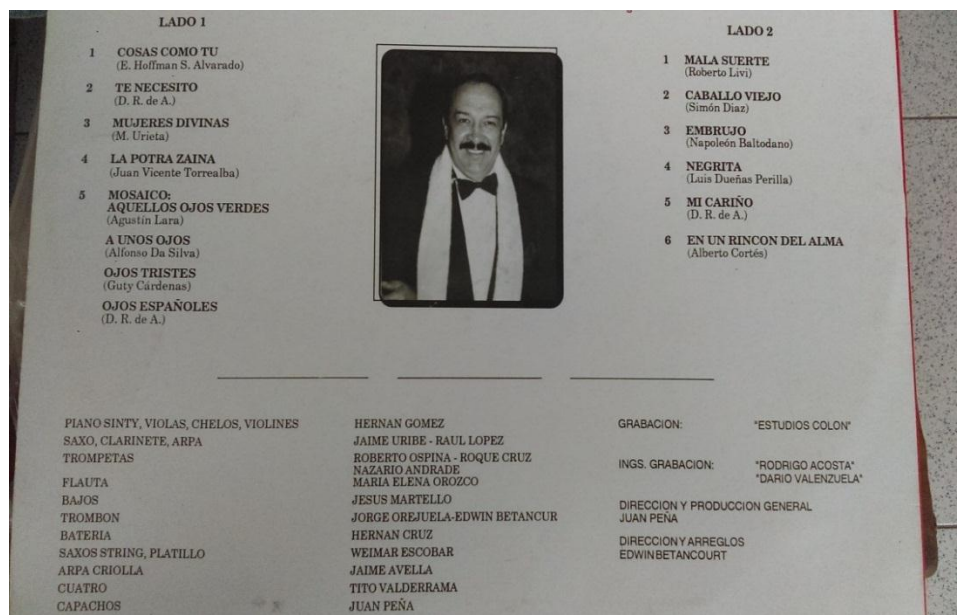 LADO 1
1 COSAS COMO TU
(E. Hoffman S. Alvarado)
2 TE NECESITO
(D. R. de A.)
3 MUJERES DIVINAS
(M. Urieta)
4 LA POTRA ZAINA
(Juan Vicente Torrealba)
5 MOSAICO:
AQUELLOS OJOS VERDES
(Agustín Lara)
A UNOS OJOS
(Alfonso Da Silva)
OJOS TRISTES
(Guty Cárdenas)
OJOS ESPAÑOLES
(D. R. de A.)
LADO 2
1 MALA SUERTE
(Roberto Livi)
2 CABALLO VIEJO
(Simón Diaz)
3 EMBRUJO
(Napoleón Baltodano)
4 NEGRITA
(Luis Dueñas Perilla)
5 MI CARIÑO
(D. R. de A.)
6 EN UN RINCON DEL ALMA
(Alberto Cortés)
PIANO SINTY, VIOLAS, CHELOS, VIOLINES HERNAN GOMEZ
SAXO, CLARINETE, ARPA JAIME URIBE - RAUL LOPEZ
TROMPETAS ROBERTO OSPINA - ROQUE CRUZ
NAZARIO ANDRADE
FLAUTA MARIA ELENA OROZCO
BAJOS JESUS MARTELLO
TROMBON JORGE OREJUELA-EDWIN BETANCUR
BATERIA HERNAN CRUZ
SAXOS STRING, PLATILLO WEIMAR ESCOBAR
ARPA CRIOLLA JAIME AVELLA
CUATRO TITO VALDERRAMA
CAPACHOS JUAN PEÑA
GRABACION: "ESTUDIOS COLON"
INGS. GRABACION: "RODRIGO ACOSTA"
"DARIO VALENZUELA"
DIRECCION Y PRODUCCION GENERAL
JUAN PEÑA
DIRECCION Y ARREGLOS
EDWIN BETANCOURT